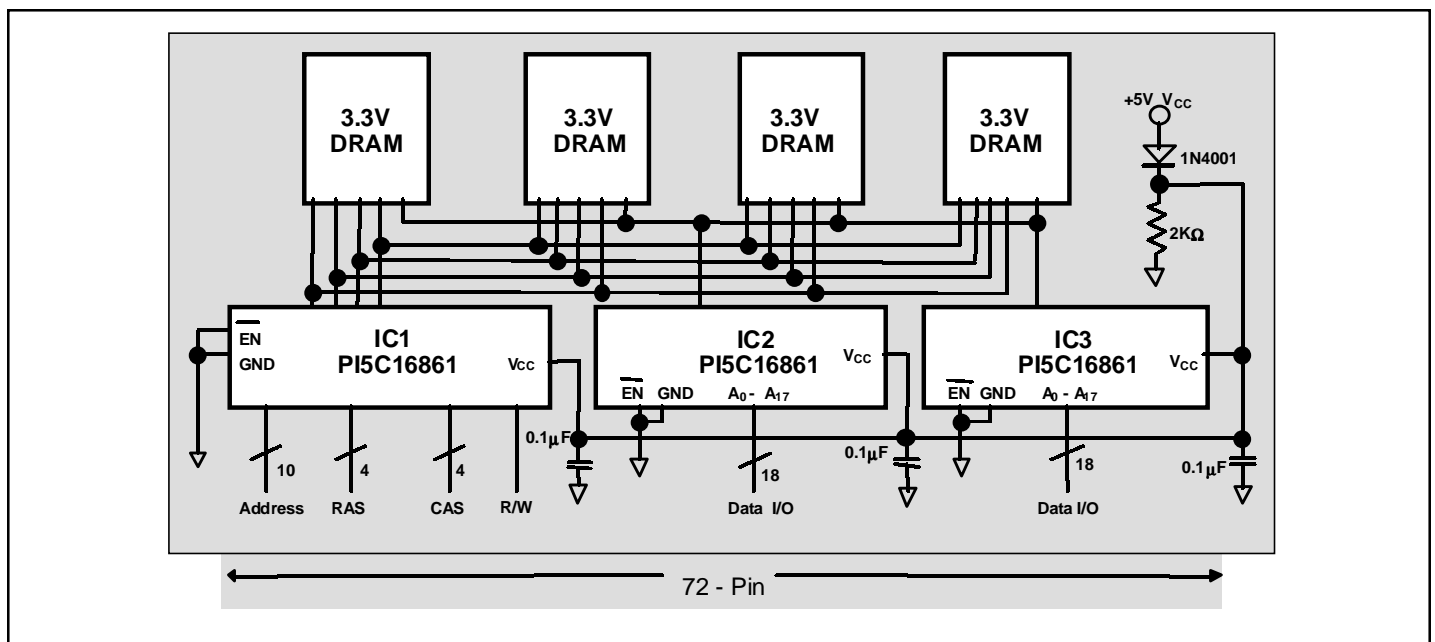 3.3V
DRAM
3.3V
DRAM
3.3V
DRAM
3.3V
DRAM
+5V VCC
1N4001
2KΩ
EN
GND
IC1
PI5C16861
VCC
IC2
PI5C16861
VCC
EN GND A0 - A17
IC3
PI5C16861
VCC
EN GND A0 - A17
10
4
4
0.1µF
18
0.1µF
18
0.1µF
Address
RAS
CAS
R/W
Data I/O
Data I/O
72 - Pin